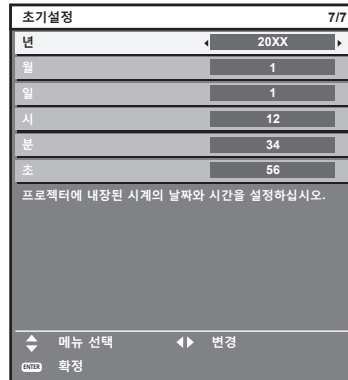 초기설정 7/7
년 20XX
월 1
일 1
시 12
분 34
초 56
프로젝터에 내장된 시계의 날짜와 시간을 설정하십시오.
메뉴 선택 변경
ENTER 확정